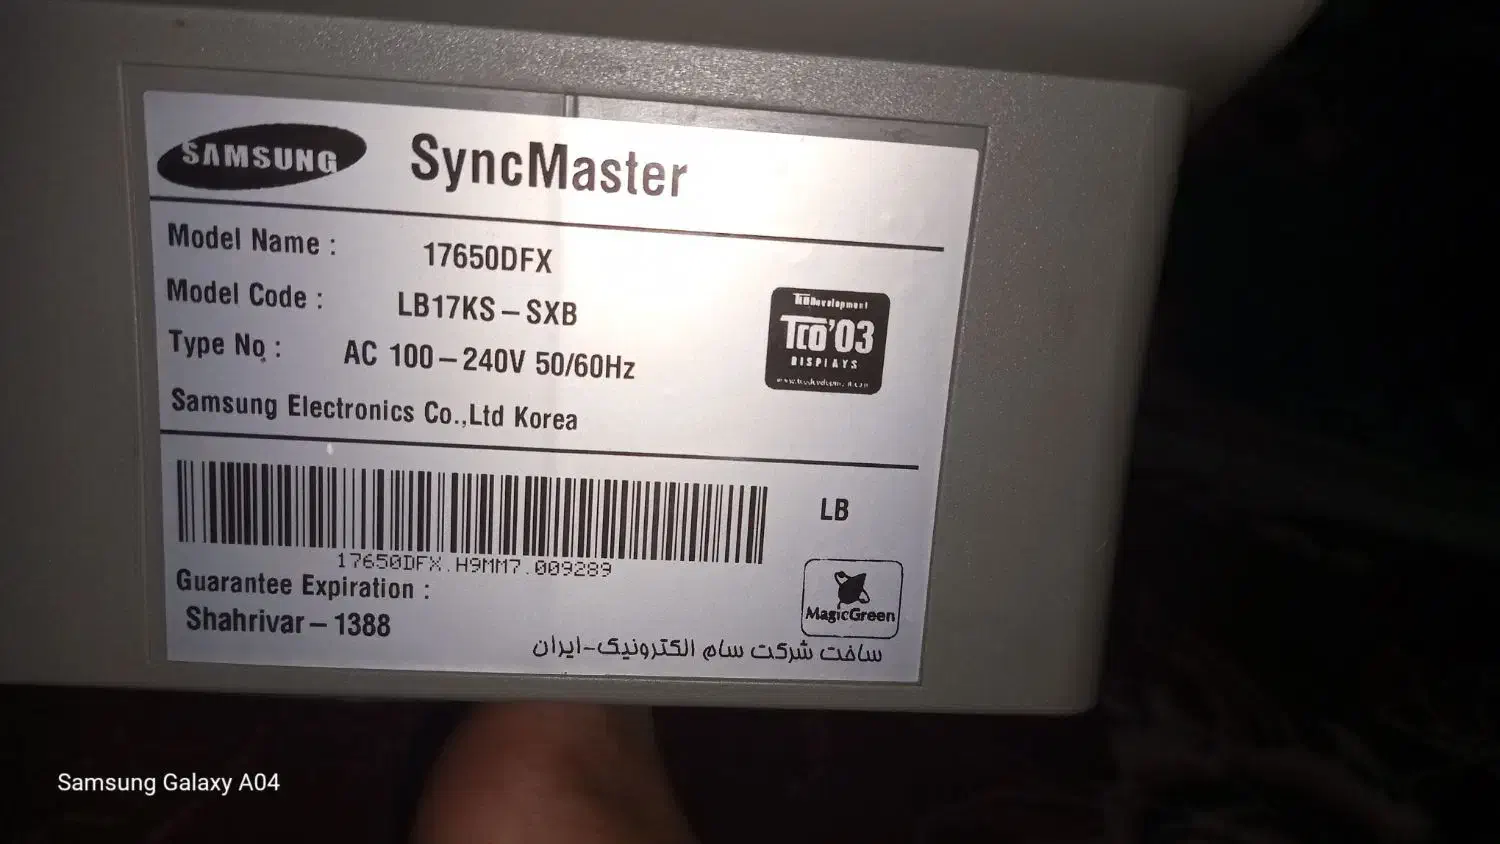 SAMSUNG SyncMaster
Model Name : 17650DFX
Model Code : LB17KS-SXB
Type No : AC 100-240V 50/60Hz
Samsung Electronics Co.,Ltd Korea
TCO Development
TCO'03
DISPLAYS
17650DFX.H9MM7.009289
LB
Guarantee Expiration :
Shahrivar-1388
MagicGreen
ساخت شرکت سام الکترونیک-ایران
Samsung Galaxy A04